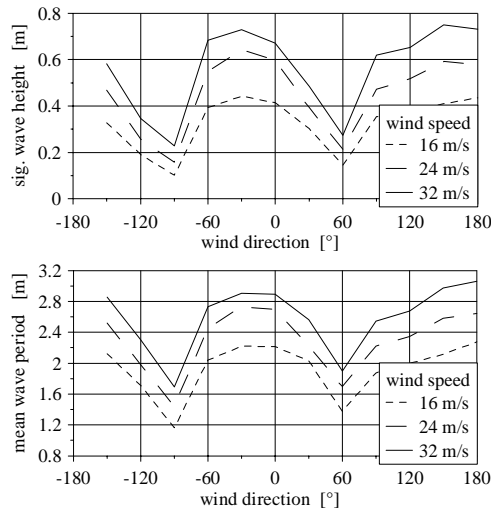 0.8
0.6
0.4
0.2
0
sig. wave height [m]
wind speed
16 m/s
24 m/s
32 m/s
-180 -120 -60 0 60 120 180
wind direction [°]
3.2
2.8
2.4
2
1.6
1.2
0.8
mean wave period [m]
wind speed
16 m/s
24 m/s
32 m/s
-180 -120 -60 0 60 120 180
wind direction [°]